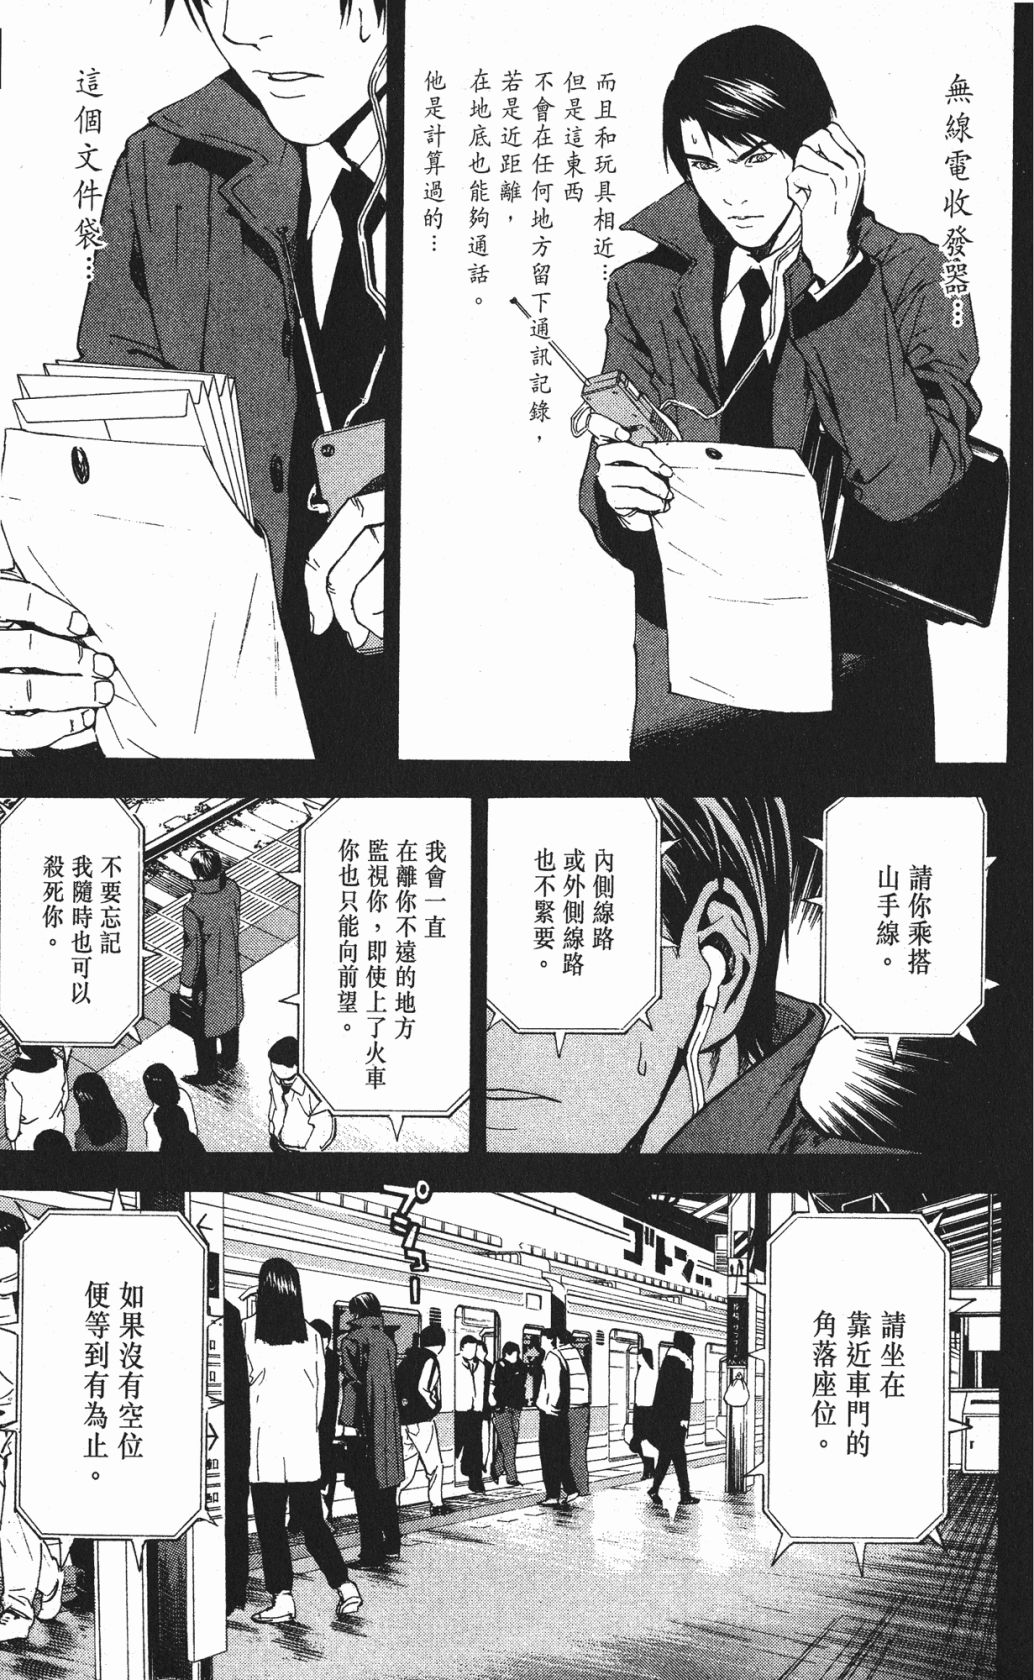 無線電收發器…
而且和玩具相近…
但是這東西
不會在任何地方留下通訊記錄，
若是近距離，
在地底也能夠通話。
他是計算過的…
這個文件袋…
請你乘搭
山手線。
內側線路
或外側線路
也不緊要。
我會一直
在離你不遠的地方
監視你，即使上了火車
你也只能向前望。
不要忘記
我隨時也可以
殺死你。
請坐在
靠近車門的
角落座位。
ゴトン
プシュー
如果沒有空位
便等到有為止。